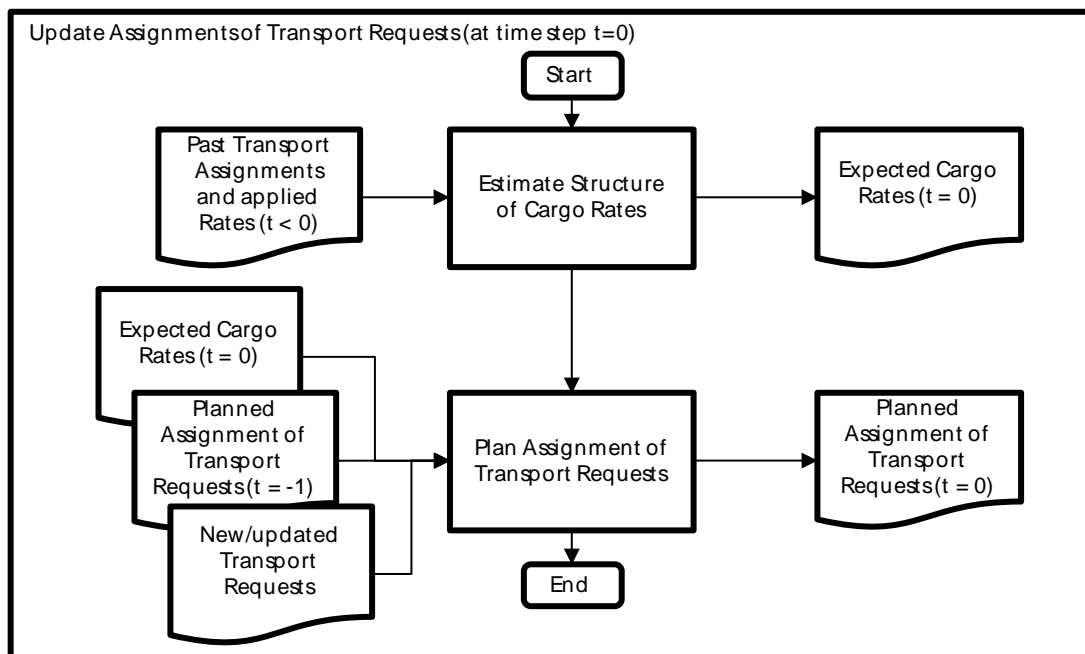 Update Assignments of Transport Requests (at time step t=0)
Start
Past Transport
Assignments
and applied
Rates (t < 0)
Estimate Structure
of Cargo Rates
Expected Cargo
Rates (t = 0)
Expected Cargo
Rates (t = 0)
Planned
Assignment of
Transport
Requests (t = -1)
New/updated
Transport
Requests
Plan Assignment of
Transport Requests
Planned
Assignment of
Transport
Requests (t = 0)
End